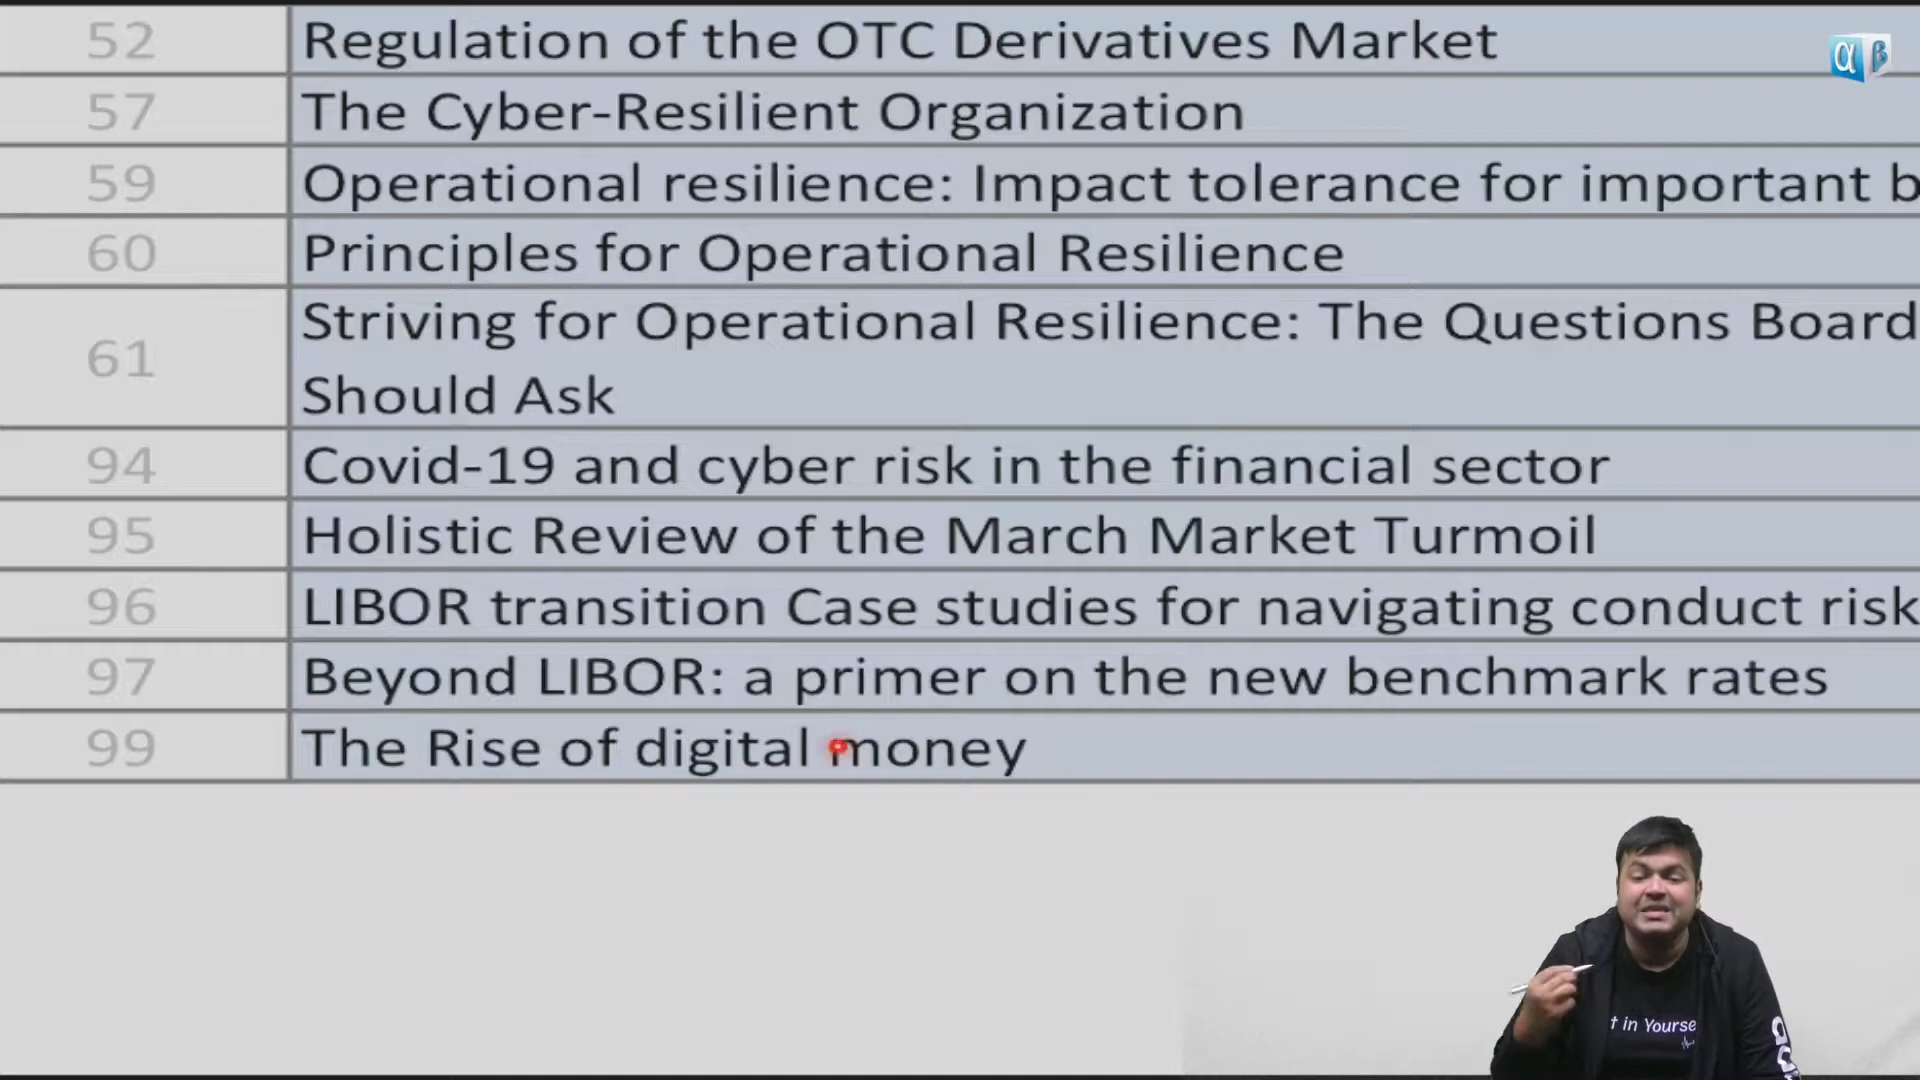 52 Regulation of the OTC Derivatives Market
α β
57 The Cyber-Resilient Organization
59 Operational resilience: Impact tolerance for important b
60 Principles for Operational Resilience
61 Striving for Operational Resilience: The Questions Board
Should Ask
94 Covid-19 and cyber risk in the financial sector
95 Holistic Review of the March Market Turmoil
96 LIBOR transition Case studies for navigating conduct risk
97 Beyond LIBOR: a primer on the new benchmark rates
99 The Rise of digital money
t in Yourse